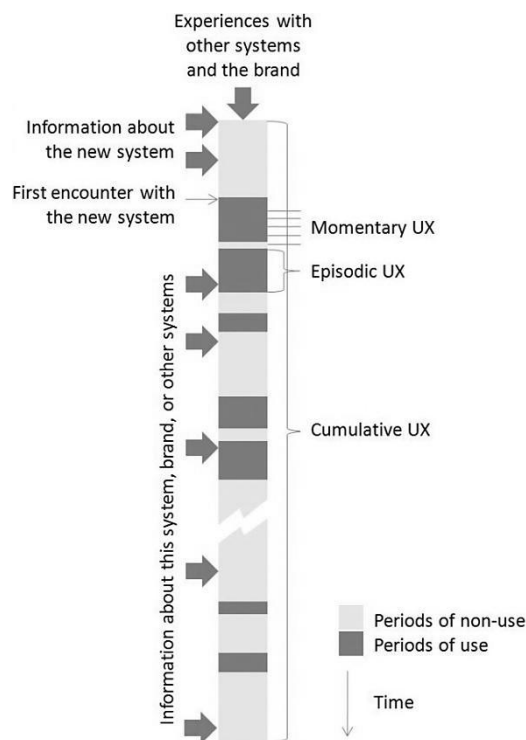 Experiences with
other systems
and the brand
Information about
the new system
First encounter with
the new system
Momentary UX
Episodic UX
Information about this system, brand, or other systems
Cumulative UX
Periods of non-use
Periods of use
Time